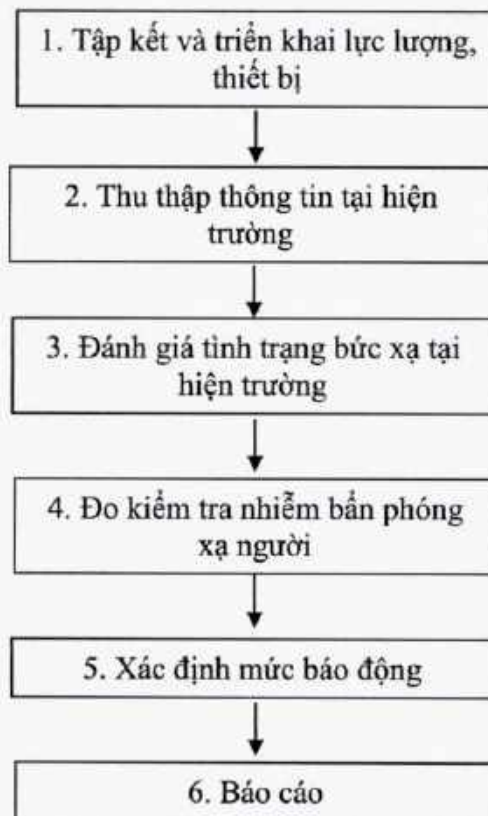 1. Tập kết và triển khai lực lượng,
thiết bị
2. Thu thập thông tin tại hiện
trường
3. Đánh giá tình trạng bức xạ tại
hiện trường
4. Đo kiểm tra nhiễm bẩn phóng
xạ người
5. Xác định mức báo động
6. Báo cáo